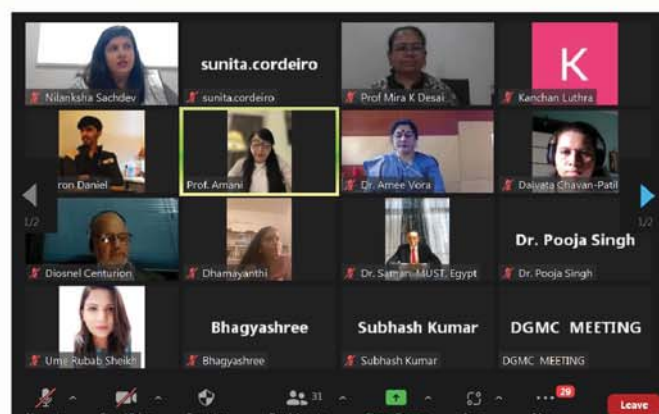 Nilanksha Sachdev
sunita.cordeiro
sunita.cordeiro
Prof Mira K Desai
K
Kanchan Luthra
ron Daniel
Prof. Amani
Dr. Amee Vora
Daivata Chavan-Patil
1/2
1/2
Diosnel Centurion
Dhamayanthi
Dr. Samar-MUST. Egypt
Dr. Pooja Singh
Dr. Pooja Singh
Ume Rubab Sheikh
Bhagyashree
Bhagyashree
Subhash Kumar
Subhash Kumar
DGMC MEETING
DGMC MEETING
31
29
Leave